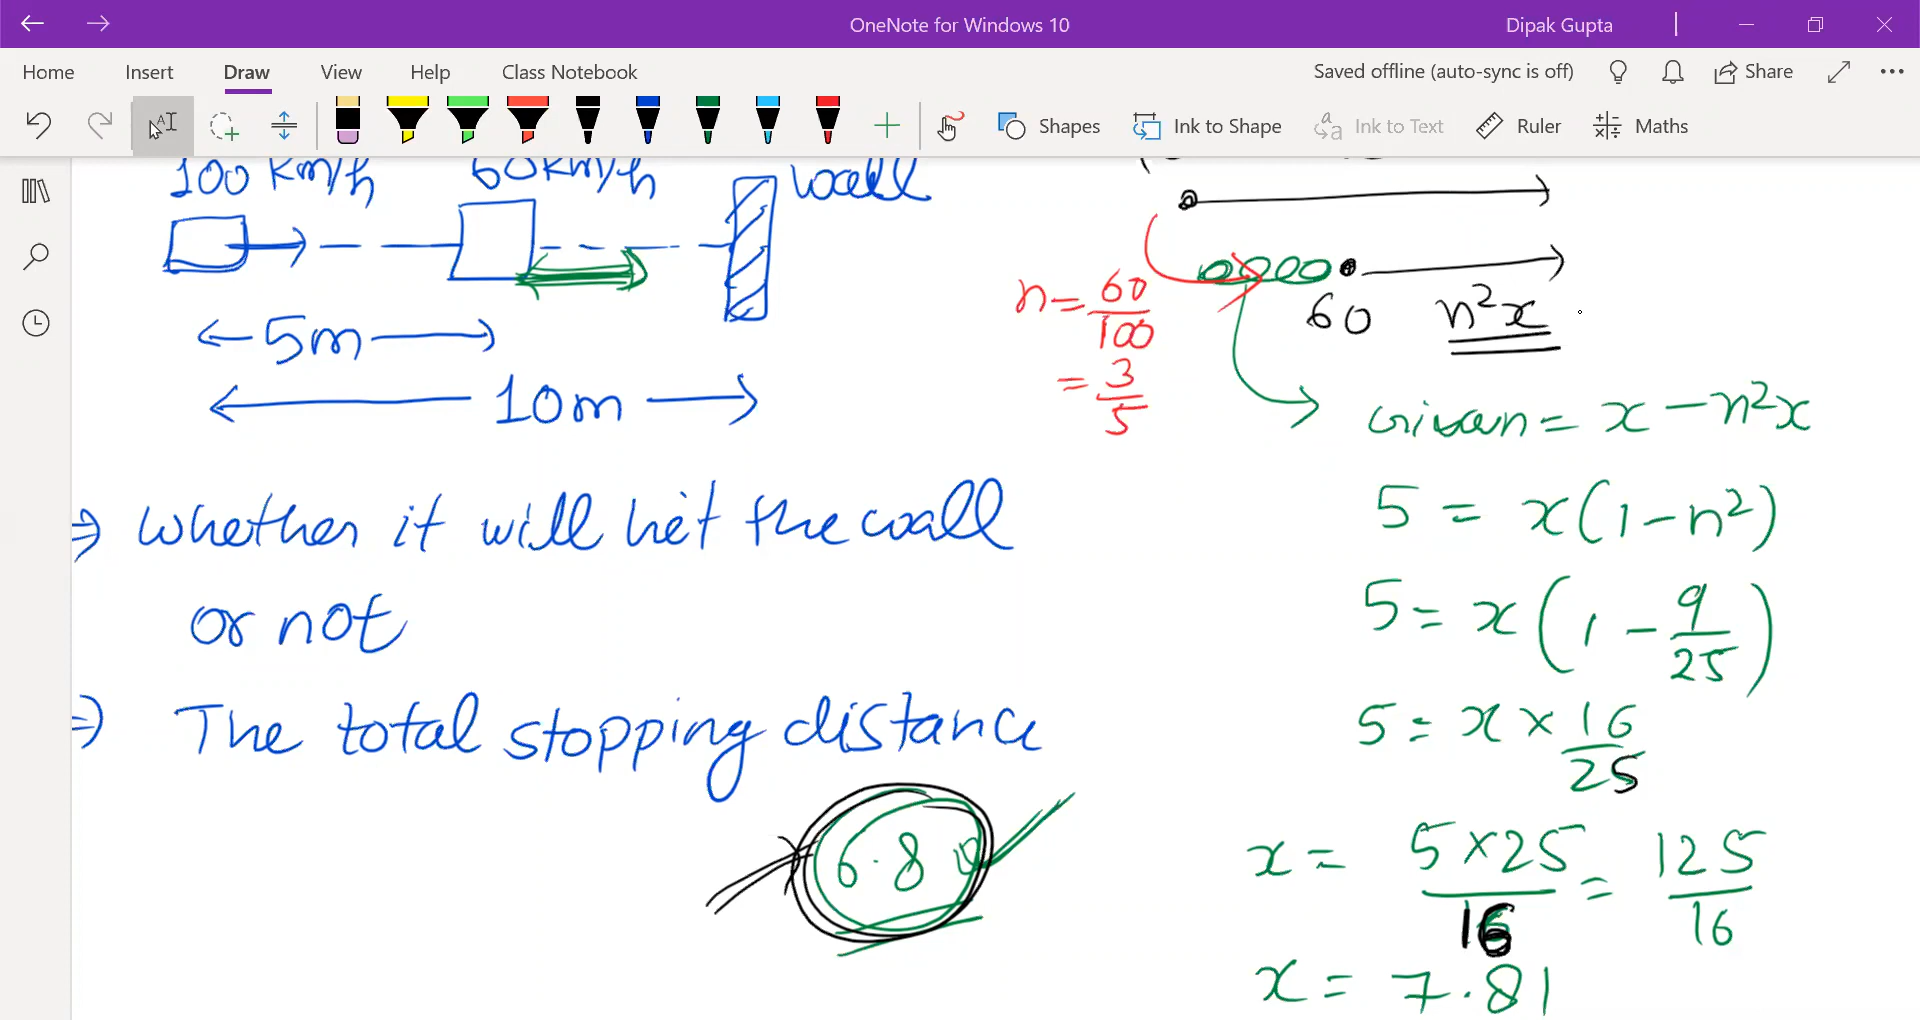 OneNote for Windows 10
Dipak Gupta
Home Insert Draw View Help Class Notebook
Saved offline (auto-sync is off) Share
Shapes Ink to Shape Ink to Text Ruler Maths
100 km/h 60km/h wall
5m
10m
⇒ whether it will hit the wall
or not
⇒ The total stopping distance
6.80
n = 60/100
= 3/5
60 n²x
Given = x - n²x
5 = x(1 - n²)
5 = x(1 - 9/25)
5 = x × 16/25
x = 5×25/16 = 125/16
x = 7.81